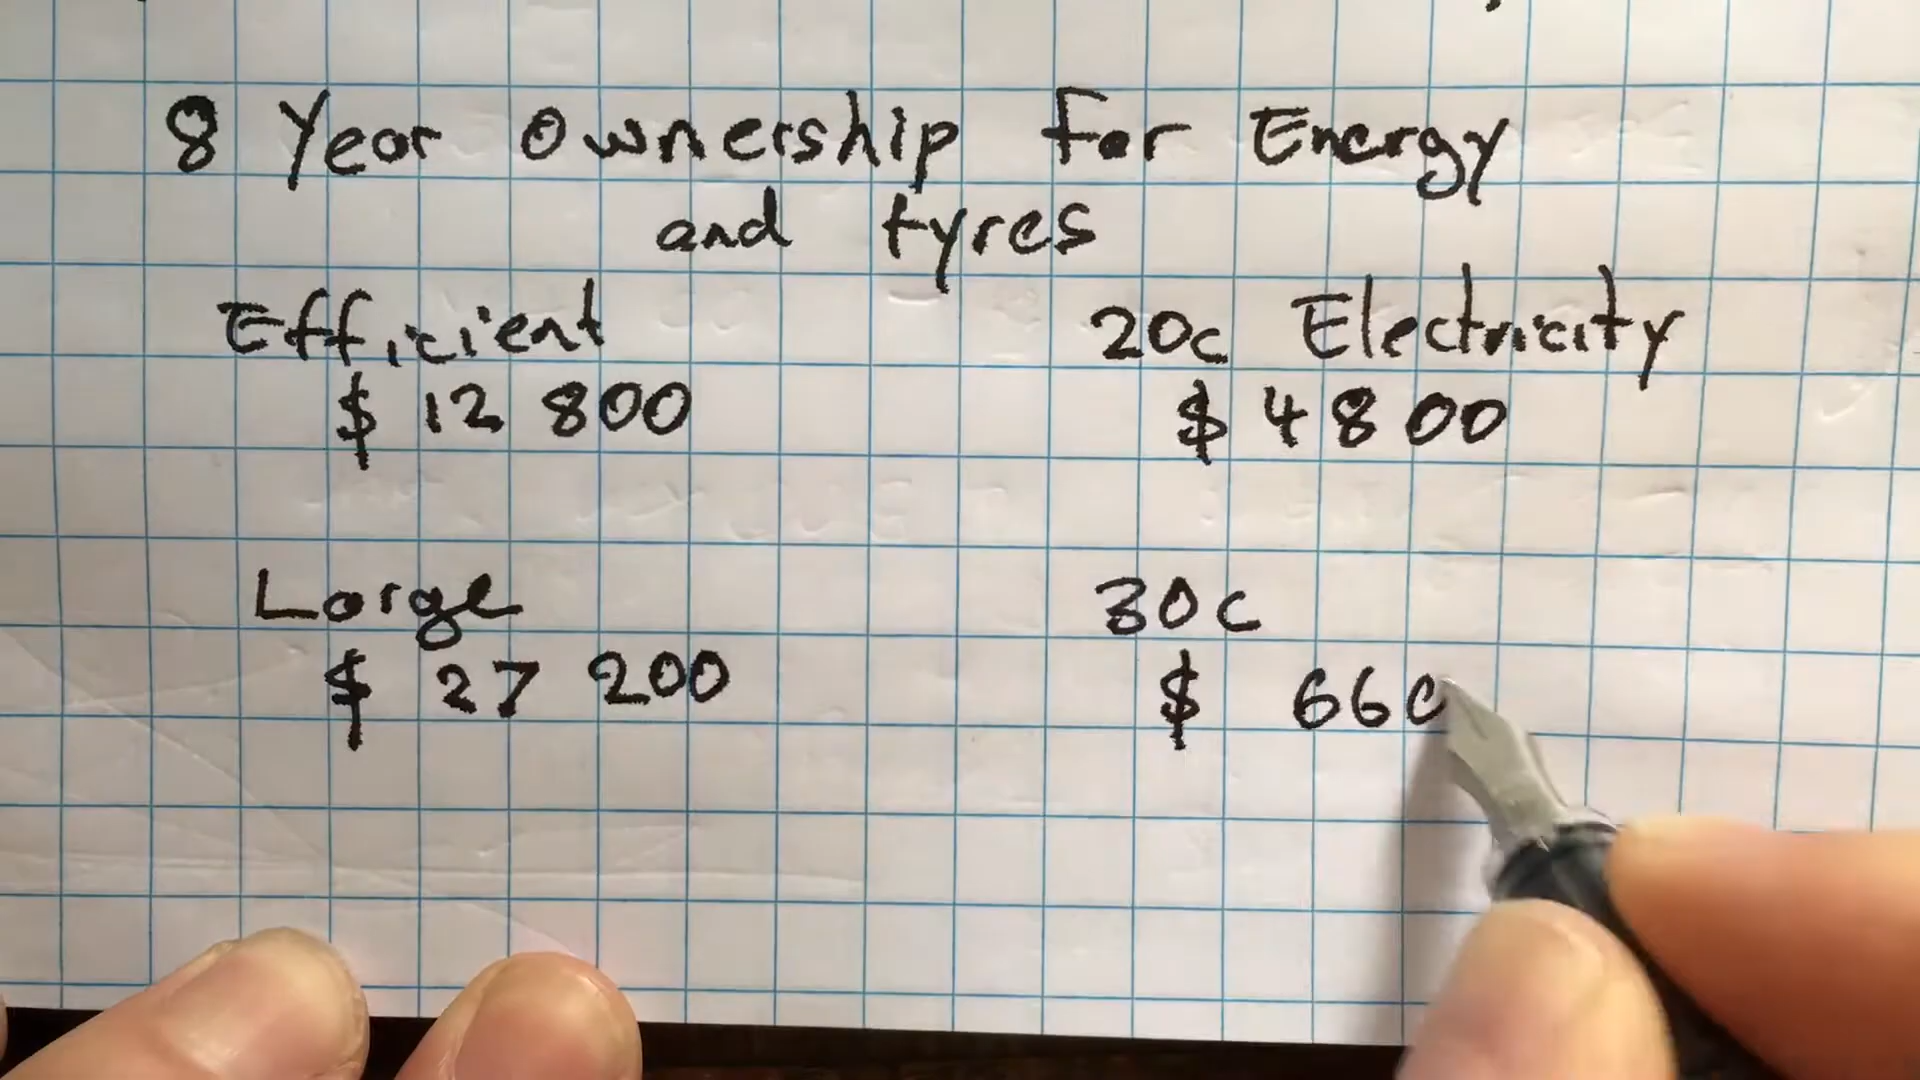 8 Year Ownership for Energy
and tyres
Efficient
$ 12 800
20c Electricity
$ 4800
Large
$ 27 200
30c
$ 660